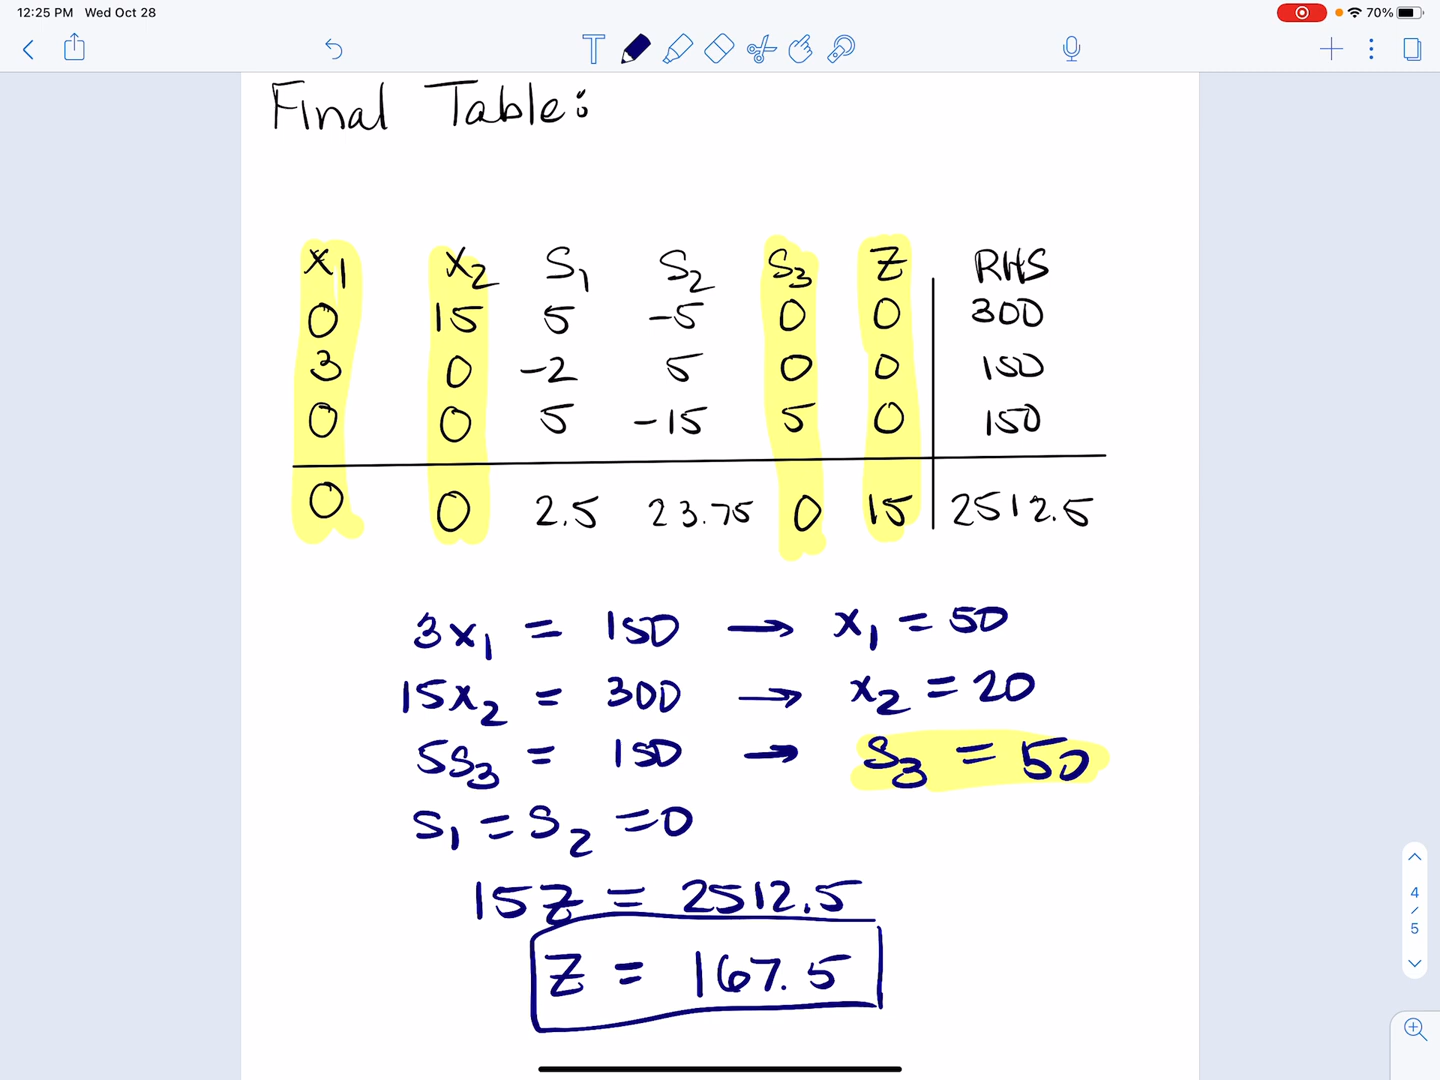 12:25 PM Wed Oct 28 70%
T
Final Table:
x₁ x₂ S₁ S₂ S₃ Z RHS
0 15 5 -5 0 0 300
3 0 -2 5 0 0 150
0 0 5 -15 5 0 150
0 0 2.5 23.75 0 15 2512.5
3x₁ = 150 → x₁ = 50
15x₂ = 300 → x₂ = 20
5S₃ = 150 → S₃ = 50
S₁ = S₂ = 0
15Z = 2512.5
Z = 167.5
4
/
5